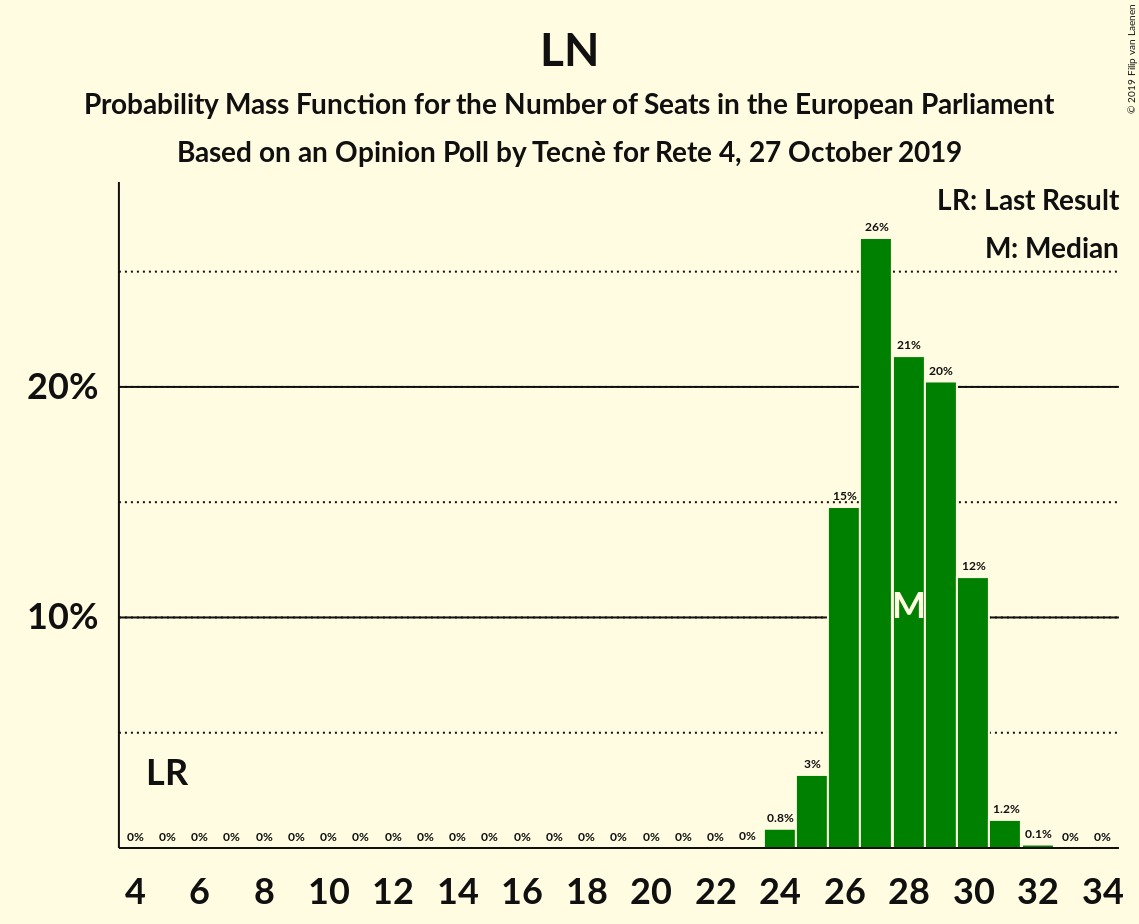 LN
Probability Mass Function for the Number of Seats in the European Parliament
Based on an Opinion Poll by Tecnè for Rete 4, 27 October 2019
© 2019 Filip van Laenen
LR: Last Result
M: Median
26%
21%
20%
20%
15%
12%
10%
M
LR
3%
0% 0% 0% 0% 0% 0% 0% 0% 0% 0% 0% 0% 0% 0% 0% 0% 0% 0% 0% 0% 0.8% 1.2% 0.1% 0% 0%
4 6 8 10 12 14 16 18 20 22 24 26 28 30 32 34